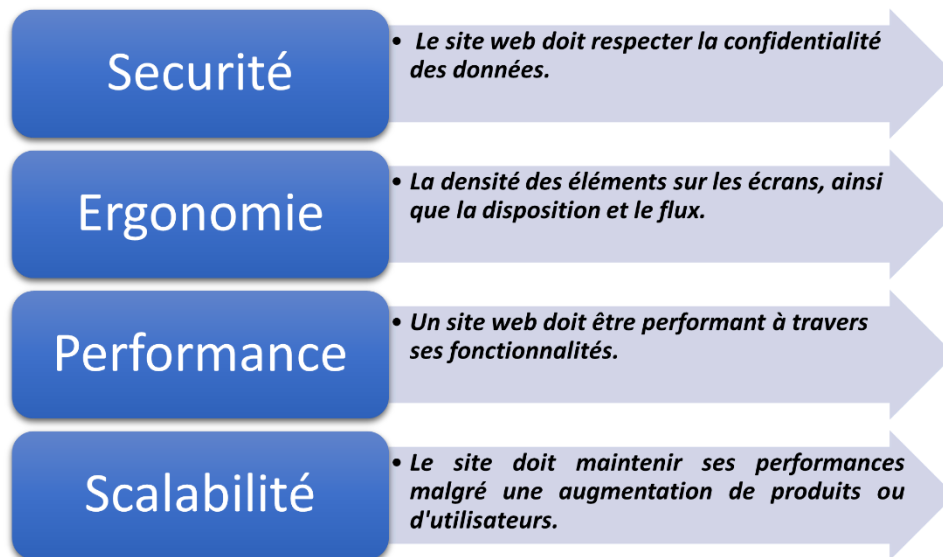 Securité
• Le site web doit respecter la confidentialité
des données.
Ergonomie
• La densité des éléments sur les écrans, ainsi
que la disposition et le flux.
Performance
• Un site web doit être performant à travers
ses fonctionnalités.
Scalabilité
• Le site doit maintenir ses performances
malgré une augmentation de produits ou
d'utilisateurs.